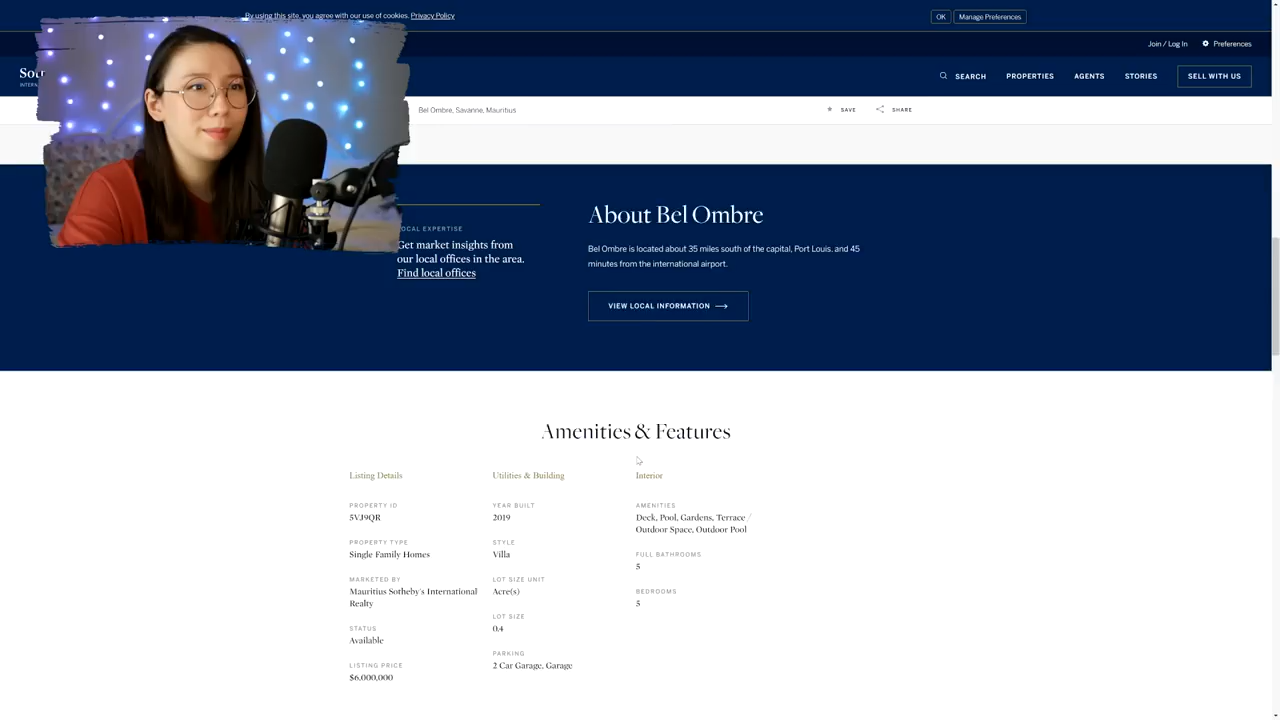 By using this site, you agree with our use of cookies. Privacy Policy
OK
Manage Preferences
Join / Log In
Preferences
SEARCH
PROPERTIES
AGENTS
STORIES
SELL WITH US
Bel Ombre, Savanne, Mauritius
SAVE
SHARE
Get market insights from
our local offices in the area.
Find local offices
About Bel Ombre
Bel Ombre is located about 35 miles south of the capital, Port Louis. and 45
minutes from the international airport.
VIEW LOCAL INFORMATION
Amenities & Features
Listing Details
PROPERTY ID
5VJ9QR
PROPERTY TYPE
Single Family Homes
MARKETED BY
Mauritius Sotheby's International
Realty
STATUS
Available
LISTING PRICE
$6,000,000
Utilities & Building
YEAR BUILT
2019
STYLE
Villa
LOT SIZE UNIT
Acre(s)
LOT SIZE
0.4
PARKING
2 Car Garage, Garage
Interior
AMENITIES
Deck, Pool, Gardens, Terrace /
Outdoor Space, Outdoor Pool
FULL BATHROOMS
5
BEDROOMS
5